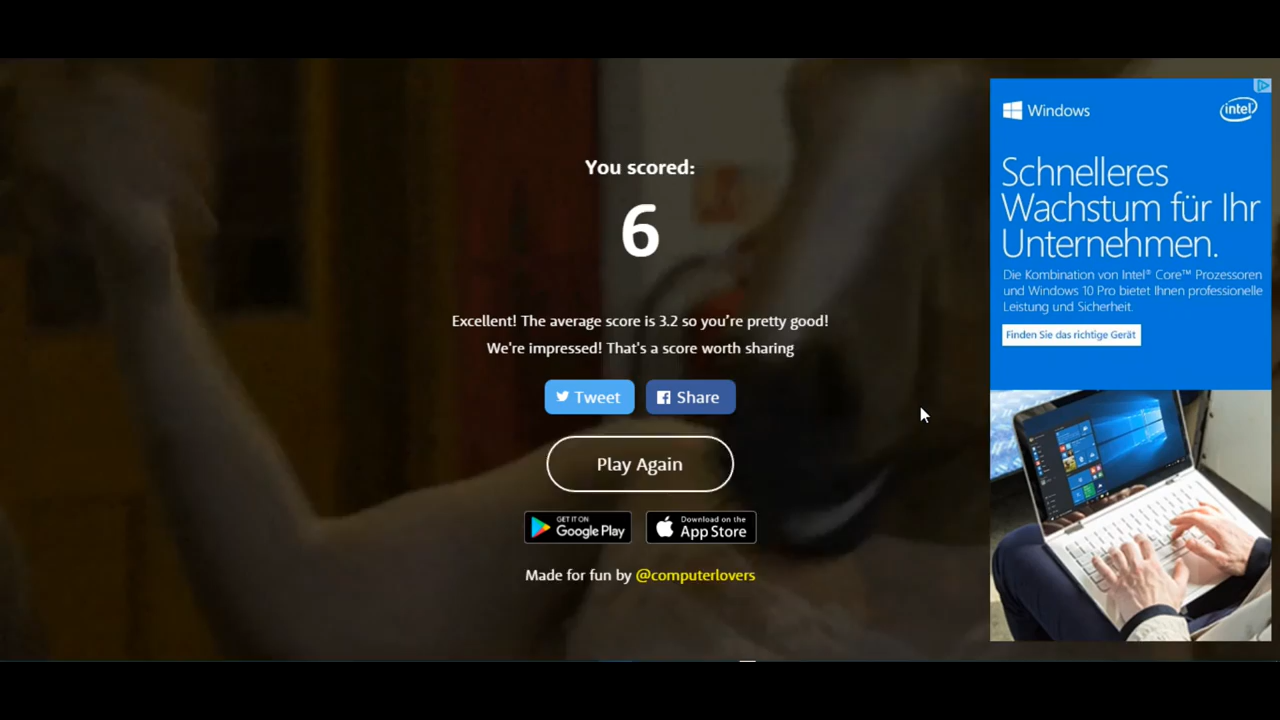 You scored:
6
Excellent! The average score is 3.2 so you're pretty good!
We're impressed! That's a score worth sharing
Tweet
Share
Play Again
GET IT ON
Google Play
Download on the
App Store
Made for fun by @computerlovers
Windows
intel
Schnelleres
Wachstum für Ihr
Unternehmen.
Die Kombination von Intel® Core™ Prozessoren
und Windows 10 Pro bietet Ihnen professionelle
Leistung und Sicherheit.
Finden Sie das richtige Gerät